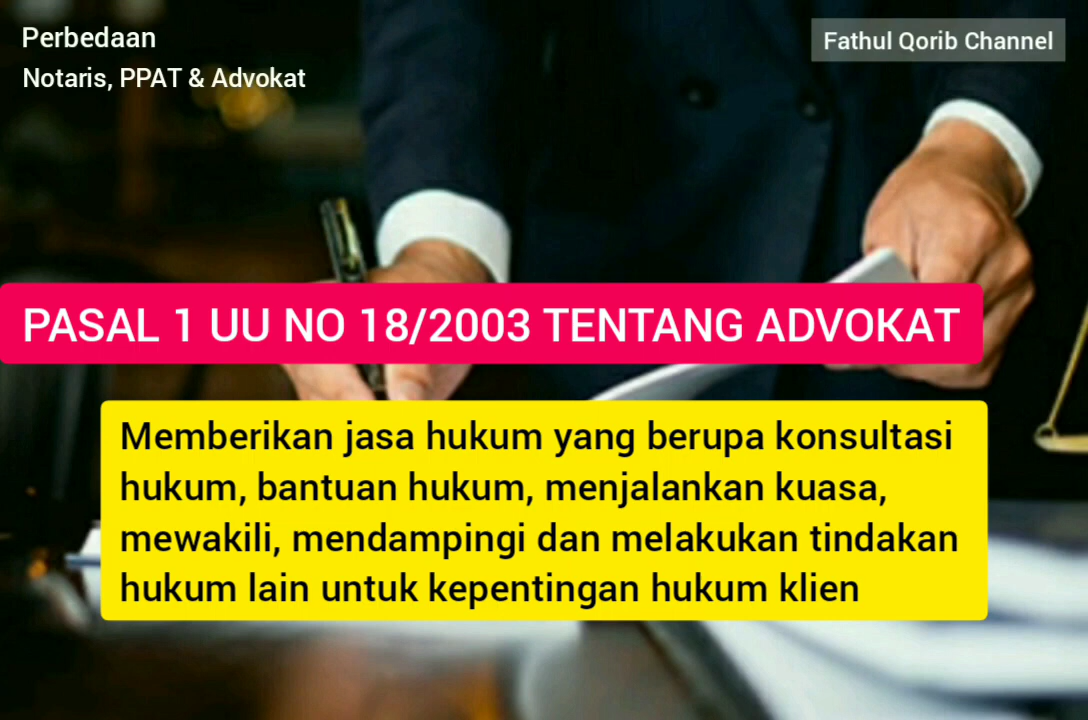 Perbedaan
Notaris, PPAT & Advokat
Fathul Qorib Channel
PASAL 1 UU NO 18/2003 TENTANG ADVOKAT
Memberikan jasa hukum yang berupa konsultasi
hukum, bantuan hukum, menjalankan kuasa,
mewakili, mendampingi dan melakukan tindakan
hukum lain untuk kepentingan hukum klien